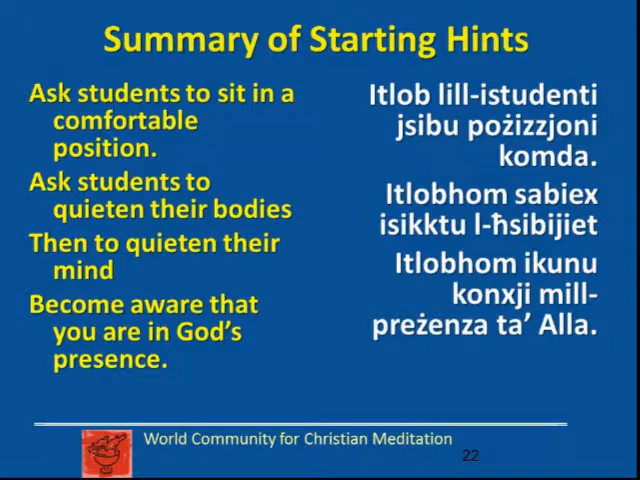 Summary of Starting Hints
Ask students to sit in a
comfortable
position.
Ask students to
quieten their bodies
Then to quieten their
mind
Become aware that
you are in God’s
presence.
Itlob lill-istudenti
jsibu pożizzjoni
komda.
Itlobhom sabiex
isikktu l-ħsibijiet
Itlobhom ikunu
konxji mill-
preżenza ta’ Alla.
World Community for Christian Meditation
22